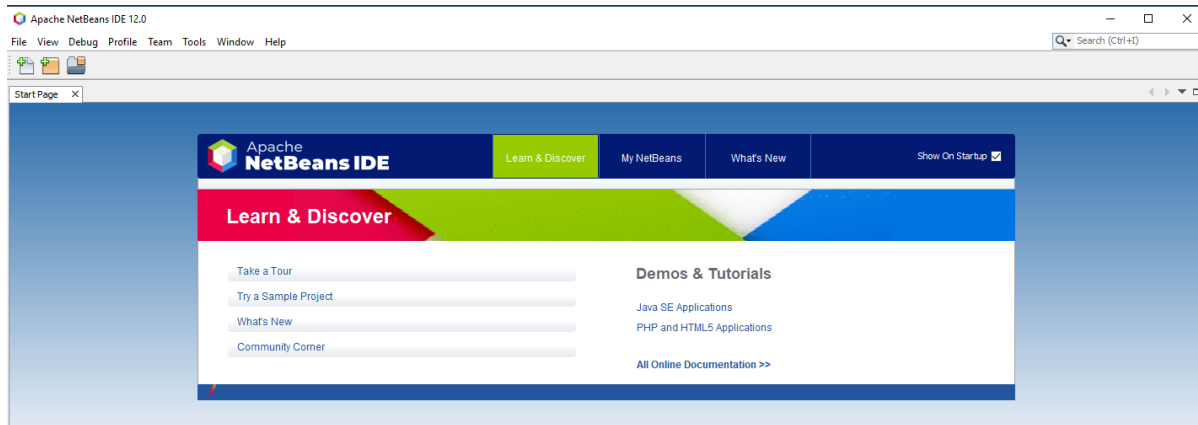 Apache NetBeans IDE 12.0
File View Debug Profile Team Tools Window Help
Search (Ctrl+I)
Start Page
Apache
NetBeans IDE
Learn & Discover
My NetBeans
What's New
Show On Startup
Learn & Discover
Take a Tour
Try a Sample Project
What's New
Community Corner
Demos & Tutorials
Java SE Applications
PHP and HTML5 Applications
All Online Documentation >>